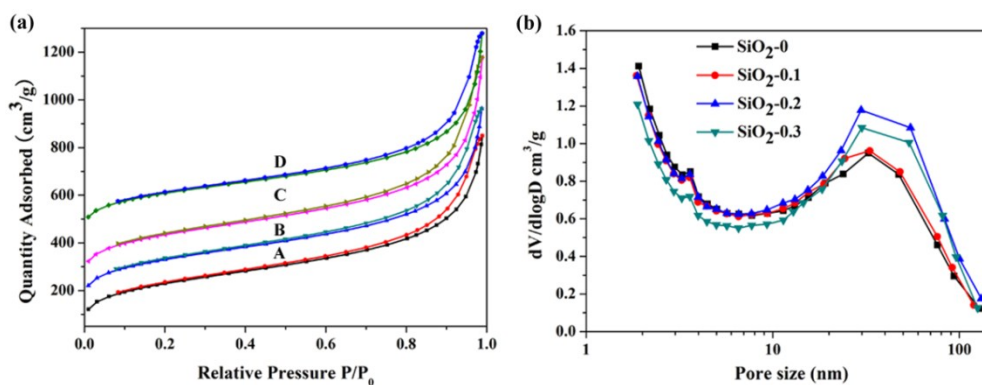 (a)
1200
1000
800
600
400
200
0.0 0.2 0.4 0.6 0.8 1.0
Quantity Adsorbed (cm³/g)
Relative Pressure P/P₀
D
C
B
A
(b)
1.6
1.4
1.2
1.0
0.8
0.6
0.4
0.2
0.0
1 10 100
dV/dlogD cm³/g
Pore size (nm)
SiO₂-0
SiO₂-0.1
SiO₂-0.2
SiO₂-0.3